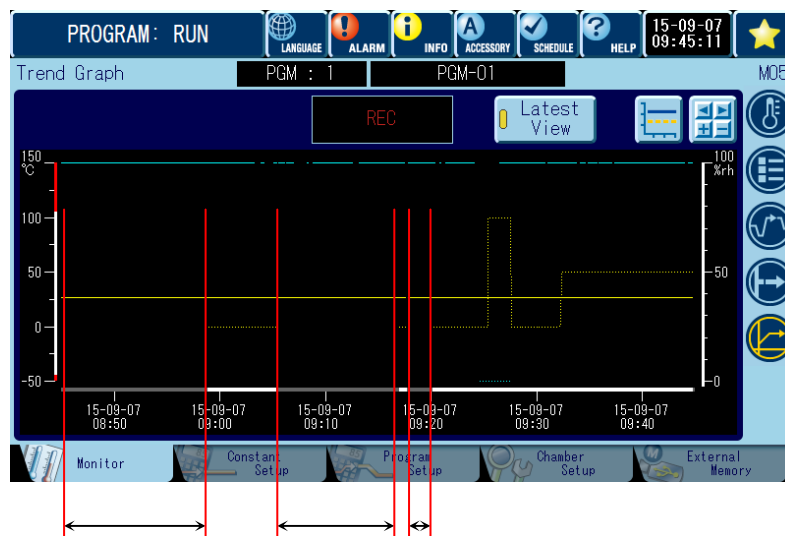 PROGRAM: RUN
LANGUAGE
ALARM
INFO
A
ACCESSORY
SCHEDULE
HELP
15-09-07
09:45:11
Trend Graph
PGM : 1
PGM-01
M05
REC
Latest
View
150
℃
100
50
0
-50
100
%rh
50
0
15-09-07
08:50
15-09-07
09:00
15-09-07
09:10
15-09-07
09:20
15-09-07
09:30
15-09-07
09:40
Monitor
Constant
Setup
Program
Setup
Chamber
Setup
External
Memory